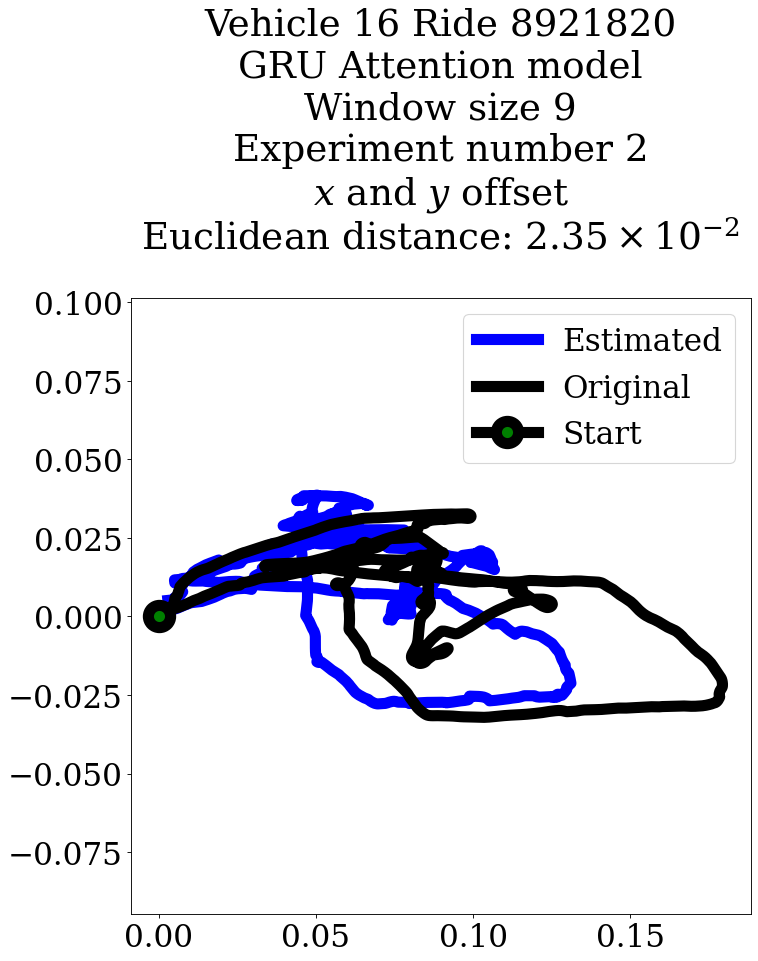 Vehicle 16 Ride 8921820
GRU Attention model
Window size 9
Experiment number 2
x and y offset
Euclidean distance: 2.35 × 10⁻²
Estimated
Original
Start
0.100
0.075
0.050
0.025
0.000
−0.025
−0.050
−0.075
0.00 0.05 0.10 0.15